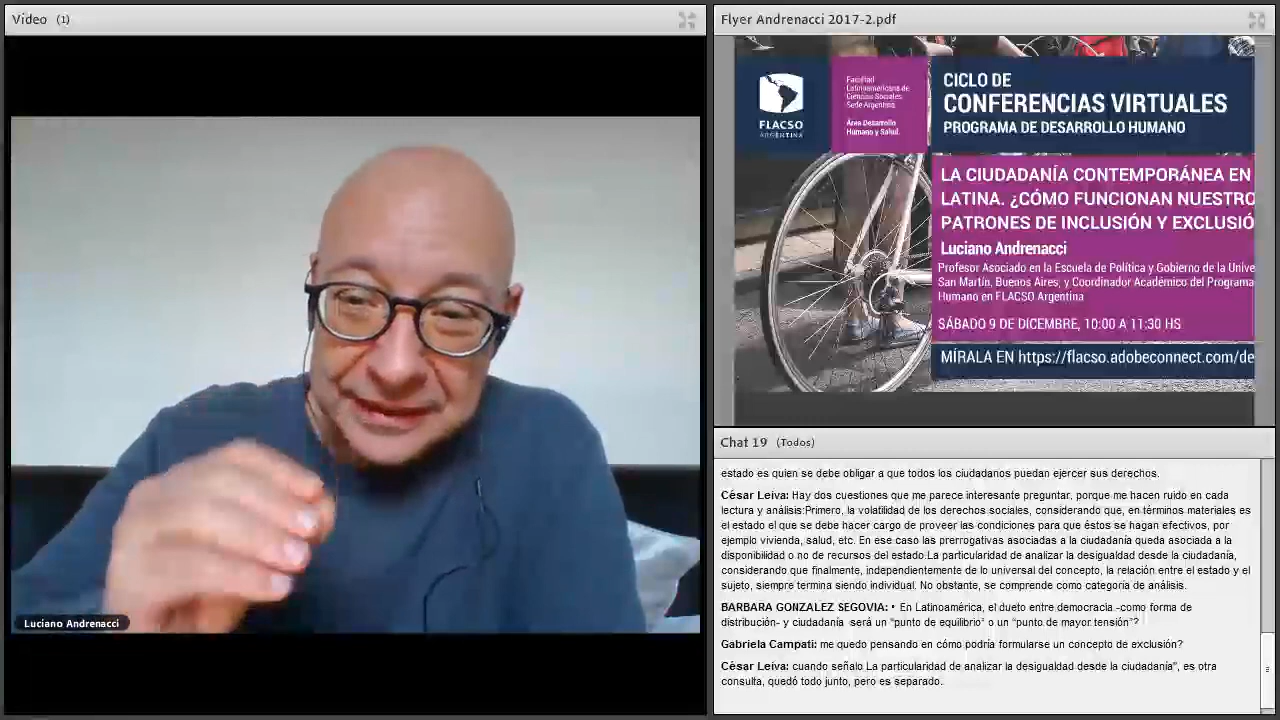 Vídeo (1)
Luciano Andrenacci
Flyer Andrenacci 2017-2.pdf
FLACSO
ARGENTINA
Facultad
Latinoamericana de
Ciencias Sociales.
Sede Argentina
Área Desarrollo
Humano y Salud.
CICLO DE
CONFERENCIAS VIRTUALES
PROGRAMA DE DESARROLLO HUMANO
LA CIUDADANÍA CONTEMPORÁNEA EN
LATINA. ¿CÓMO FUNCIONAN NUESTRO
PATRONES DE INCLUSIÓN Y EXCLUSIÓ
Luciano Andrenacci
Profesor Asociado en la Escuela de Política y Gobierno de la Unive
San Martín, Buenos Aires; y Coordinador Académico del Programa
Humano en FLACSO Argentina
SÁBADO 9 DE DICIEMBRE, 10:00 A 11:30 HS
MÍRALA EN https://flacso.adobeconnect.com/de
Chat 19 (Todos)
estado es quien se debe obligar a que todos los ciudadanos puedan ejercer sus derechos.
César Leiva: Hay dos cuestiones que me parece interesante preguntar, porque me hacen ruido en cada
lectura y análisis:Primero, la volatilidad de los derechos sociales, considerando que, en términos materiales es
el estado el que se debe hacer cargo de proveer las condiciones para que éstos se hagan efectivos, por
ejemplo vivienda, salud, etc. En ese caso las prerrogativas asociadas a la ciudadanía queda asociada a la
disponibilidad o no de recursos del estado.La particularidad de analizar la desigualdad desde la ciudadanía,
considerando que finalmente, independientemente de lo universal del concepto, la relación entre el estado y el
sujeto, siempre termina siendo individual. No obstante, se comprende como categoría de análisis.
BARBARA GONZALEZ SEGOVIA: • En Latinoamérica, el dueto entre democracia -como forma de
distribución- y ciudadanía será un “punto de equilibrio” o un “punto de mayor tensión”?
Gabriela Campati: me quedo pensando en cómo podría formularse un concepto de exclusión?
César Leiva: cuando señalo La particularidad de analizar la desigualdad desde la ciudadanía", es otra
consulta, quedó todo junto, pero es separado.